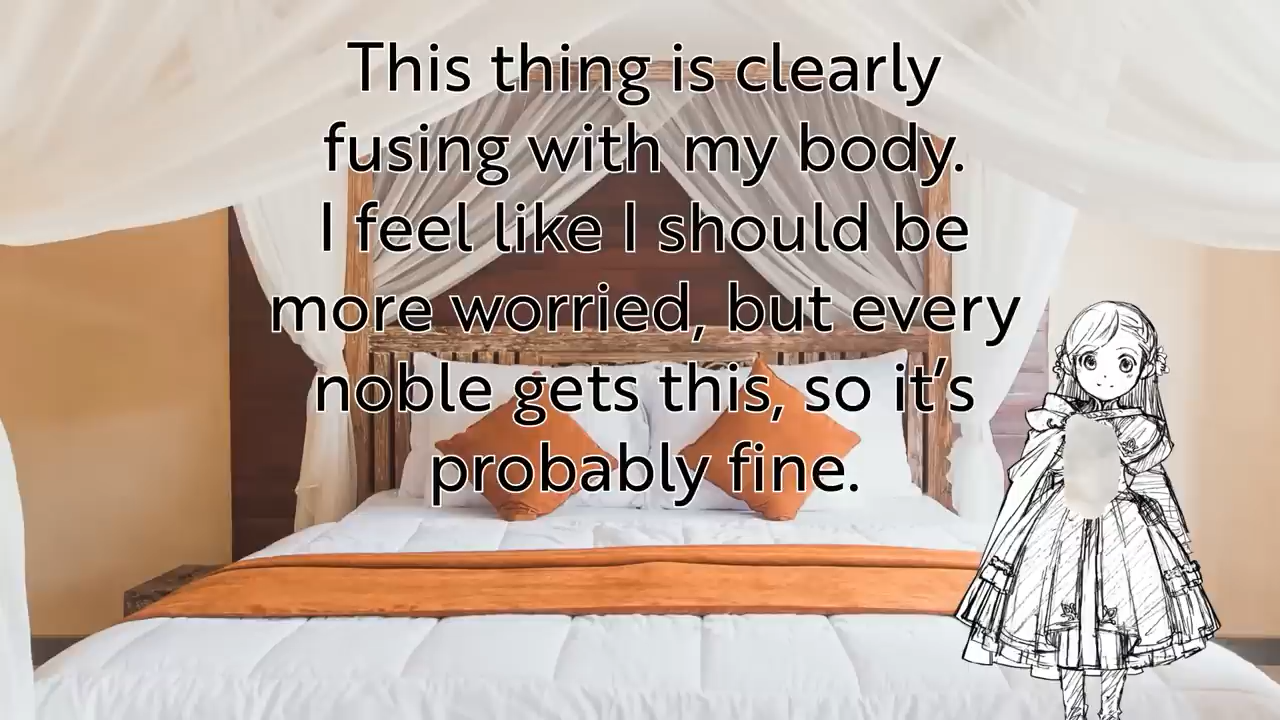 This thing is clearly
fusing with my body.
I feel like I should be
more worried, but every
noble gets this, so it's
probably fine.